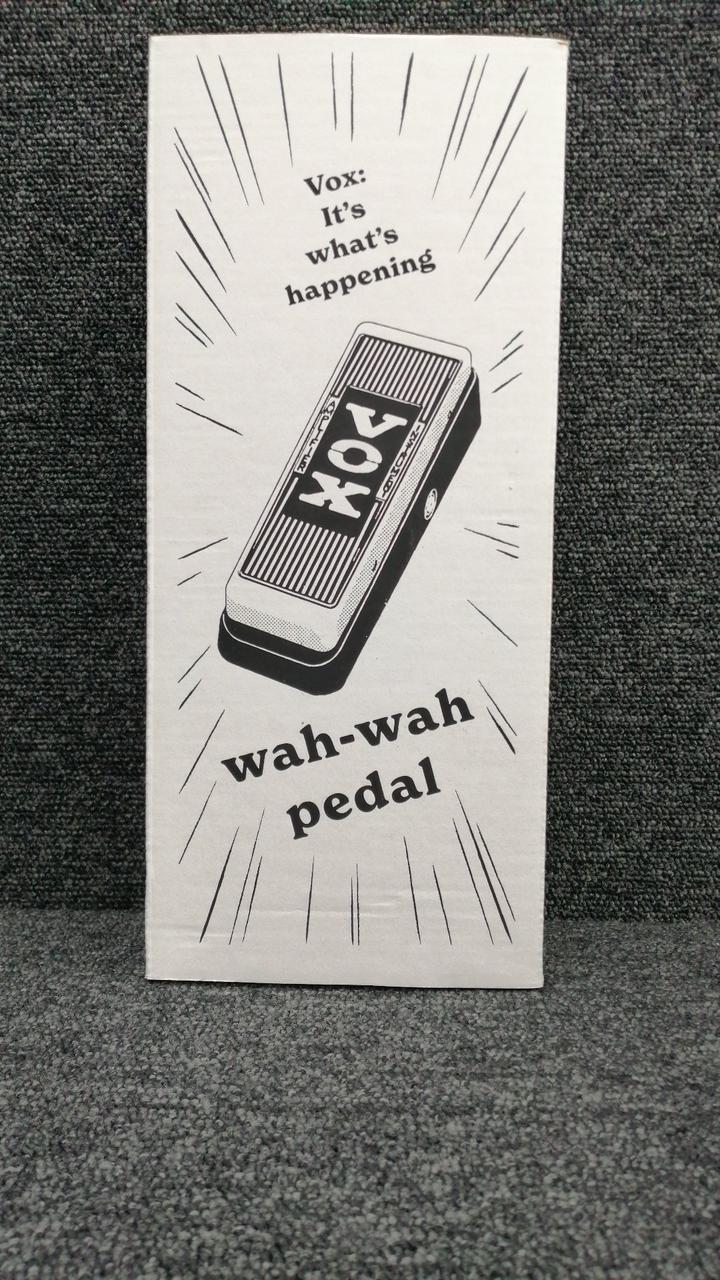 Vox:
It's
what's
happening
VOX
wah-wah
pedal